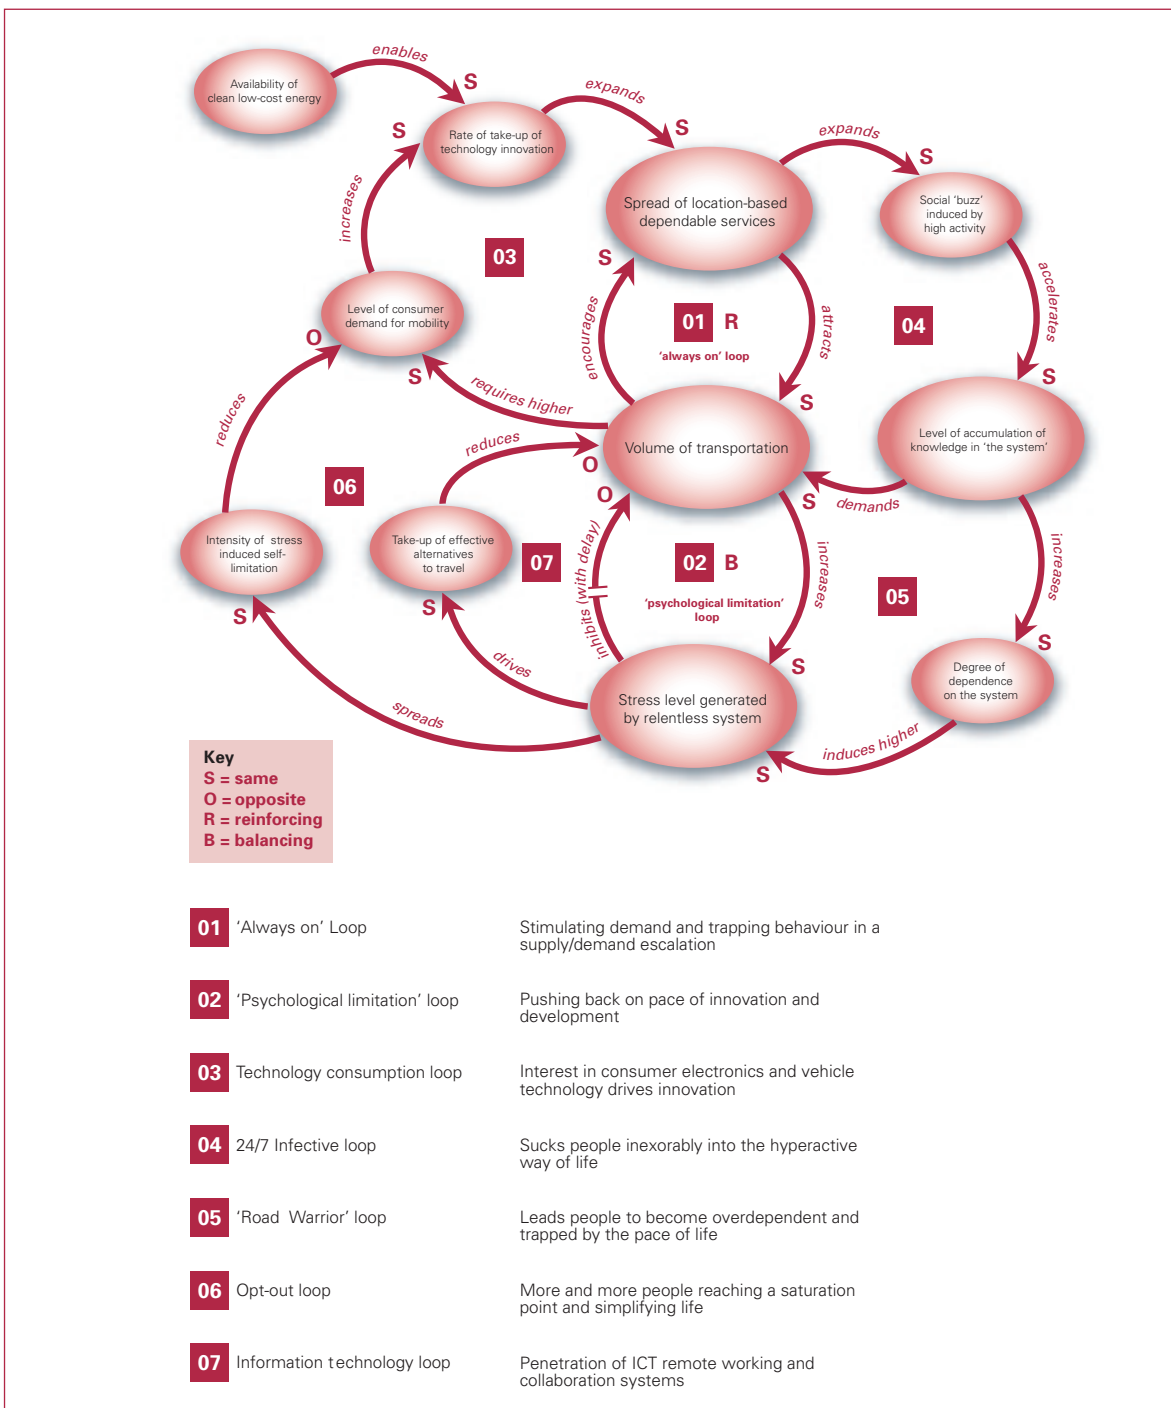 enables
Availability of
clean low-cost energy
S
S
Rate of take-up of
technology innovation
expands
S
expands
S
Spread of location-based
dependable services
Social ‘buzz’
induced by
high activity
increases
03
S
01 R
‘always on’ loop
encourages
attracts
04
accelerates
Level of consumer
demand for mobility
O
S
requires higher
S
S
reduces
reduces
Volume of transportation
O
O
Level of accumulation of
knowledge in ‘the system’
S
demands
06
Intensity of stress
induced self-
limitation
S
Take-up of effective
alternatives
to travel
S
07
inhibits (with delay)
02 B
‘psychological limitation’
loop
increases
05
increases
S
drives
spreads
Stress level generated
by relentless system
S
Degree of
dependence
on the system
induces higher
S
Key
S = same
O = opposite
R = reinforcing
B = balancing
01 ‘Always on’ Loop Stimulating demand and trapping behaviour in a
supply/demand escalation
02 ‘Psychological limitation’ loop Pushing back on pace of innovation and
development
03 Technology consumption loop Interest in consumer electronics and vehicle
technology drives innovation
04 24/7 Infective loop Sucks people inexorably into the hyperactive
way of life
05 ‘Road Warrior’ loop Leads people to become overdependent and
trapped by the pace of life
06 Opt-out loop More and more people reaching a saturation
point and simplifying life
07 Information technology loop Penetration of ICT remote working and
collaboration systems